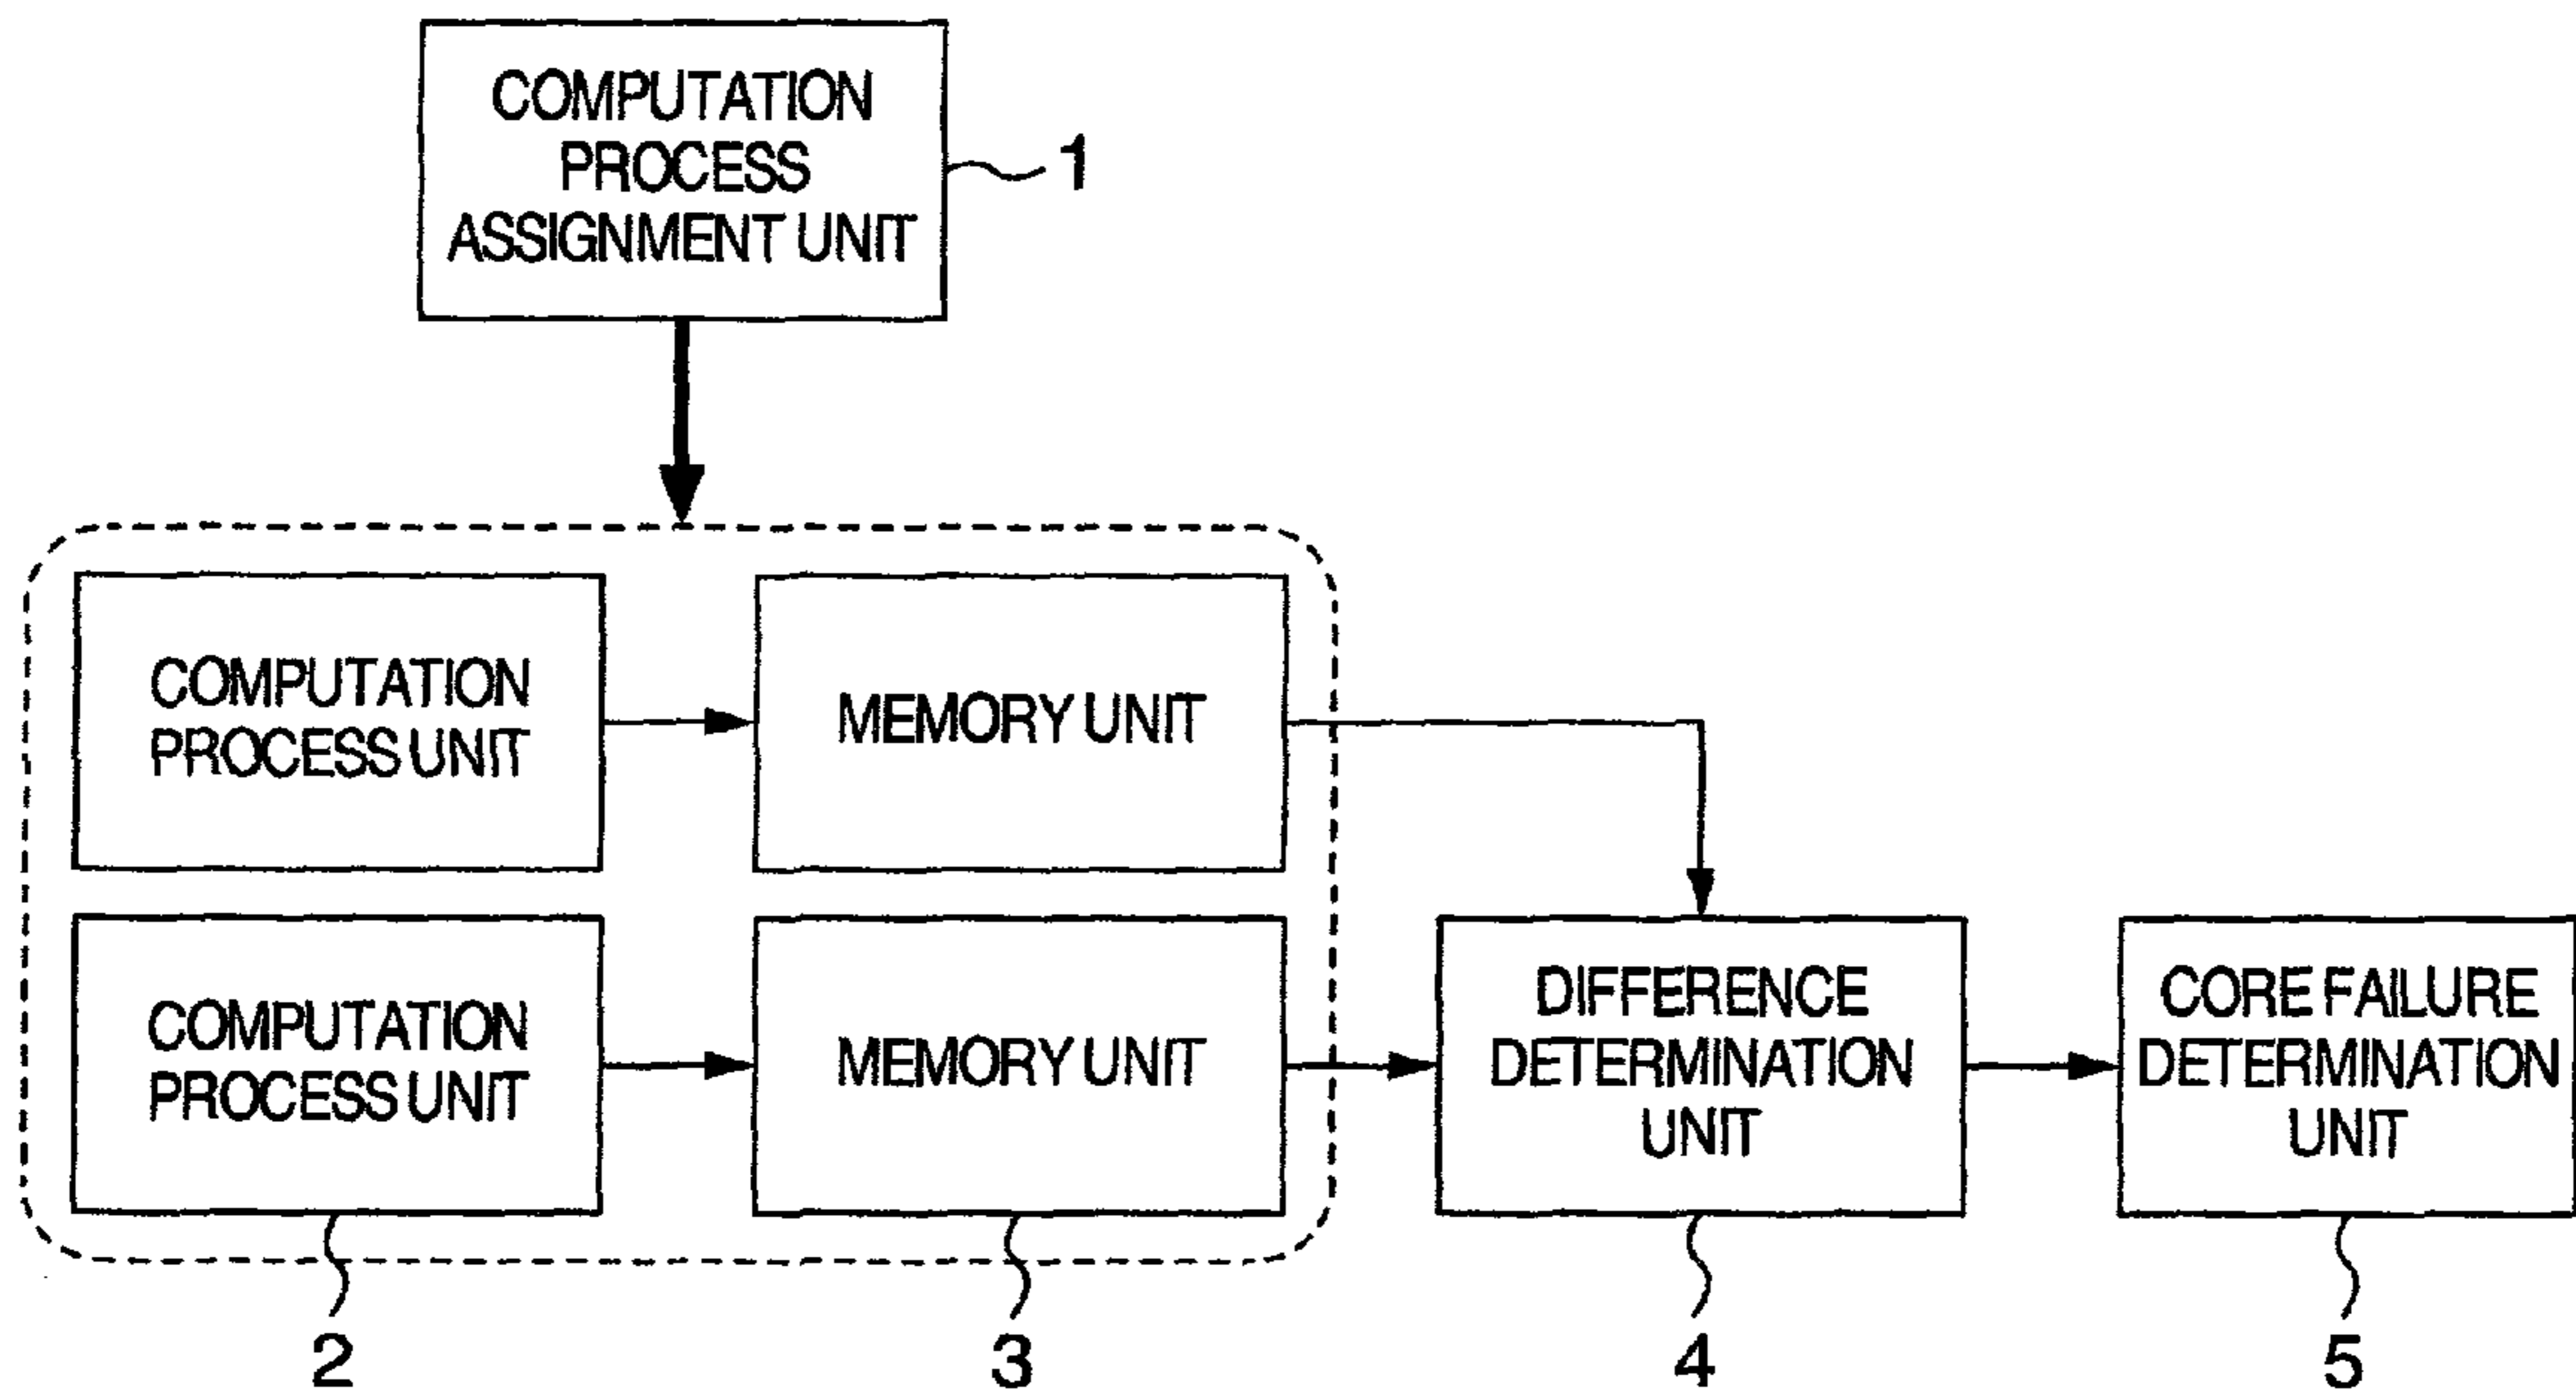 COMPUTATION
PROCESS
ASSIGNMENT UNIT
1
COMPUTATION
PROCESS UNIT
MEMORY UNIT
COMPUTATION
PROCESS UNIT
MEMORY UNIT
DIFFERENCE
DETERMINATION
UNIT
CORE FAILURE
DETERMINATION
UNIT
2
3
4
5